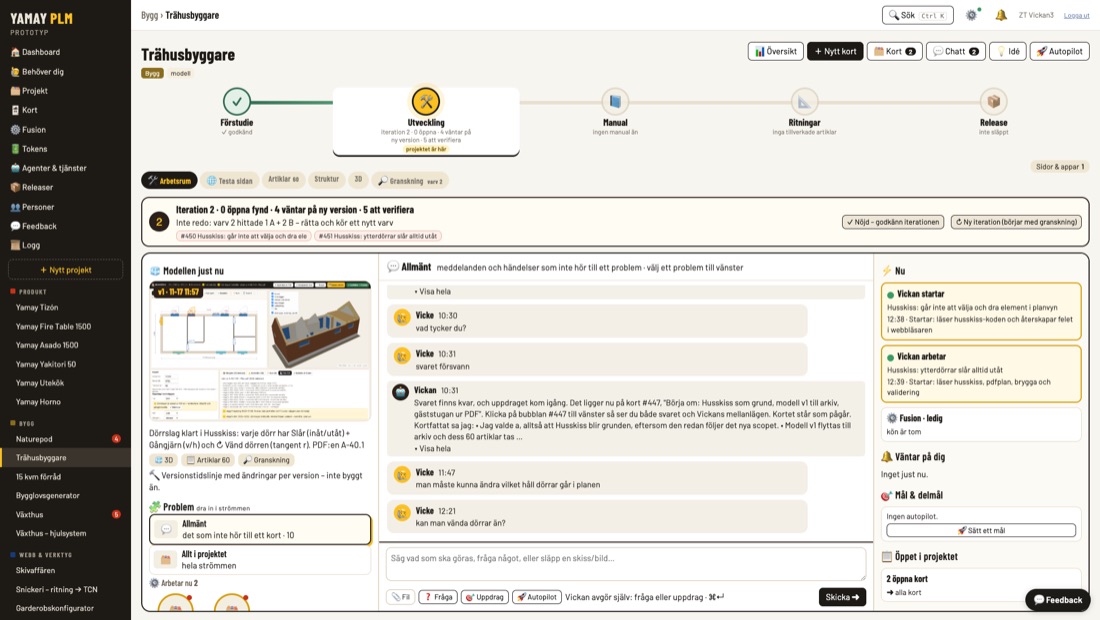 YAMAY PLM
PROTOTYP
Dashboard
Behöver dig
Projekt
Kort
Fusion
Tokens
Agenter & tjänster
Releaser
Personer
Feedback
Logg
+ Nytt projekt
PRODUKT
Yamay Tizón
Yamay Fire Table 1500
Yamay Asado 1500
Yamay Yakitori 50
Yamay Utekök
Yamay Horno
BYGG
Naturepod 4
Trähusbyggare
15 kvm förråd
Bygglovsgenerator
Växthus 5
Växthus – hjulsystem
WEBB & VERKTYG
Skivaffären
Snickeri – ritning → TCN
Garderobskonfigurator
Bygg › Trähusbyggare
Sök Ctrl K
ZT Vickan3
Logga ut
Trähusbyggare
Bygg modell
Översikt
+ Nytt kort
Kort 2
Chatt 2
Idé
Autopilot
Förstudie
✓ godkänd
Utveckling
Iteration 2 · 0 öppna · 4 väntar på
ny version · 5 att verifiera
projektet är här
Manual
ingen manual än
Ritningar
Inga tillverkade artiklar
Release
inte släppt
Sidor & appar 1
Arbetsrum
Testa sidan
Artiklar 60
Struktur
3D
Granskning varv 2
2
Iteration 2 · 0 öppna fynd · 4 väntar på ny version · 5 att verifiera
Inte redo: varv 2 hittade 1 A + 2 B – rätta och kör ett nytt varv
#450 Husskiss: går inte att välja och dra ele
#451 Husskiss: ytterdörrar slår alltid utåt
✓ Nöjd – godkänn iterationen
Ny iteration (börjar med granskning)
Modellen just nu
v1 · 11-17 11:57
Dörrslag klart i Husskiss: varje dörr har Slår (inåt/utåt) +
Gångjärn (v/h) och ↻ Vänd dörren (tangent r). PDF:en A-40.1
3D
Artiklar 60
Granskning
Versionstidslinje med ändringar per version – inte byggt
än.
Problem dra in i strömmen
Allmänt
det som inte hör till ett kort · 10
Allt i projektet
hela strömmen
Arbetar nu 2
Allmänt meddelanden och händelser som inte hör till ett problem · välj ett problem till vänster
• Visa hela
Vicke 10:30
vad tycker du?
Vicke 10:31
svaret försvann
Vickan 10:31
Svaret finns kvar, och uppdraget kom igång. Det ligger nu på kort #447, "Börja om: Husskiss som grund, modell v1 till arkiv,
gäststugan ur PDF". Klicka på bubblan #447 till vänster så ser du både svaret och Vickans mellanlägen. Kortet står som pågår.
Kortfattat sa jag: • Jag valde a, alltså att Husskiss blir grunden, eftersom den redan följer det nya scopet. • Modell v1 flyttas till
arkiv och dess 60 artiklar tas ...
• Visa hela
Vicke 11:47
man måste kunna ändra vilket håll dörrar går i planen
Vicke 12:21
kan man vända dörrar än?
Säg vad som ska göras, fråga något, eller släpp en skiss/bild...
Fil
Fråga
Uppdrag
Autopilot
Vickan avgör själv: fråga eller uppdrag · ⌘↵
Skicka ➔
Nu
Vickan startar
Husskiss: går inte att välja och dra element i planvyn
12:38 · Startar: läser husskiss-koden och återskapar felet
i webbläsaren
Vickan arbetar
Husskiss: ytterdörrar slår alltid utåt
12:39 · Startar: läser husskiss, pdfplan, brygga och
validering
Fusion · ledig
kön är tom
Väntar på dig
Inget just nu.
Mål & delmål
Ingen autopilot.
Sätt ett mål
Öppet i projektet
2 öppna kort
➔ alla kort
Feedback